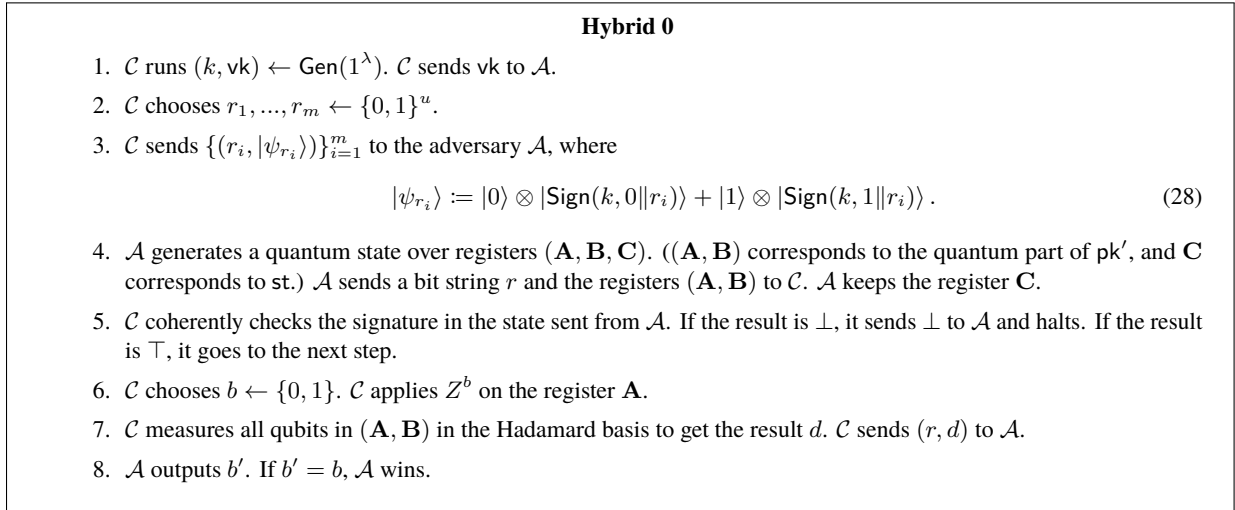 Hybrid 0
1. 𝒞 runs (k, vk) ← Gen(1^λ). 𝒞 sends vk to 𝒜.
2. 𝒞 chooses r_1, ..., r_m ← {0, 1}^u.
3. 𝒞 sends {(r_i, |ψ_{r_i}⟩)}_{i=1}^m to the adversary 𝒜, where
|ψ_{r_i}⟩ := |0⟩ ⊗ |Sign(k, 0∥r_i)⟩ + |1⟩ ⊗ |Sign(k, 1∥r_i)⟩ . (28)
4. 𝒜 generates a quantum state over registers (A, B, C). ((A, B) corresponds to the quantum part of pk′, and C
corresponds to st.) 𝒜 sends a bit string r and the registers (A, B) to 𝒞. 𝒜 keeps the register C.
5. 𝒞 coherently checks the signature in the state sent from 𝒜. If the result is ⊥, it sends ⊥ to 𝒜 and halts. If the result
is ⊤, it goes to the next step.
6. 𝒞 chooses b ← {0, 1}. 𝒞 applies Z^b on the register A.
7. 𝒞 measures all qubits in (A, B) in the Hadamard basis to get the result d. 𝒞 sends (r, d) to 𝒜.
8. 𝒜 outputs b′. If b′ = b, 𝒜 wins.